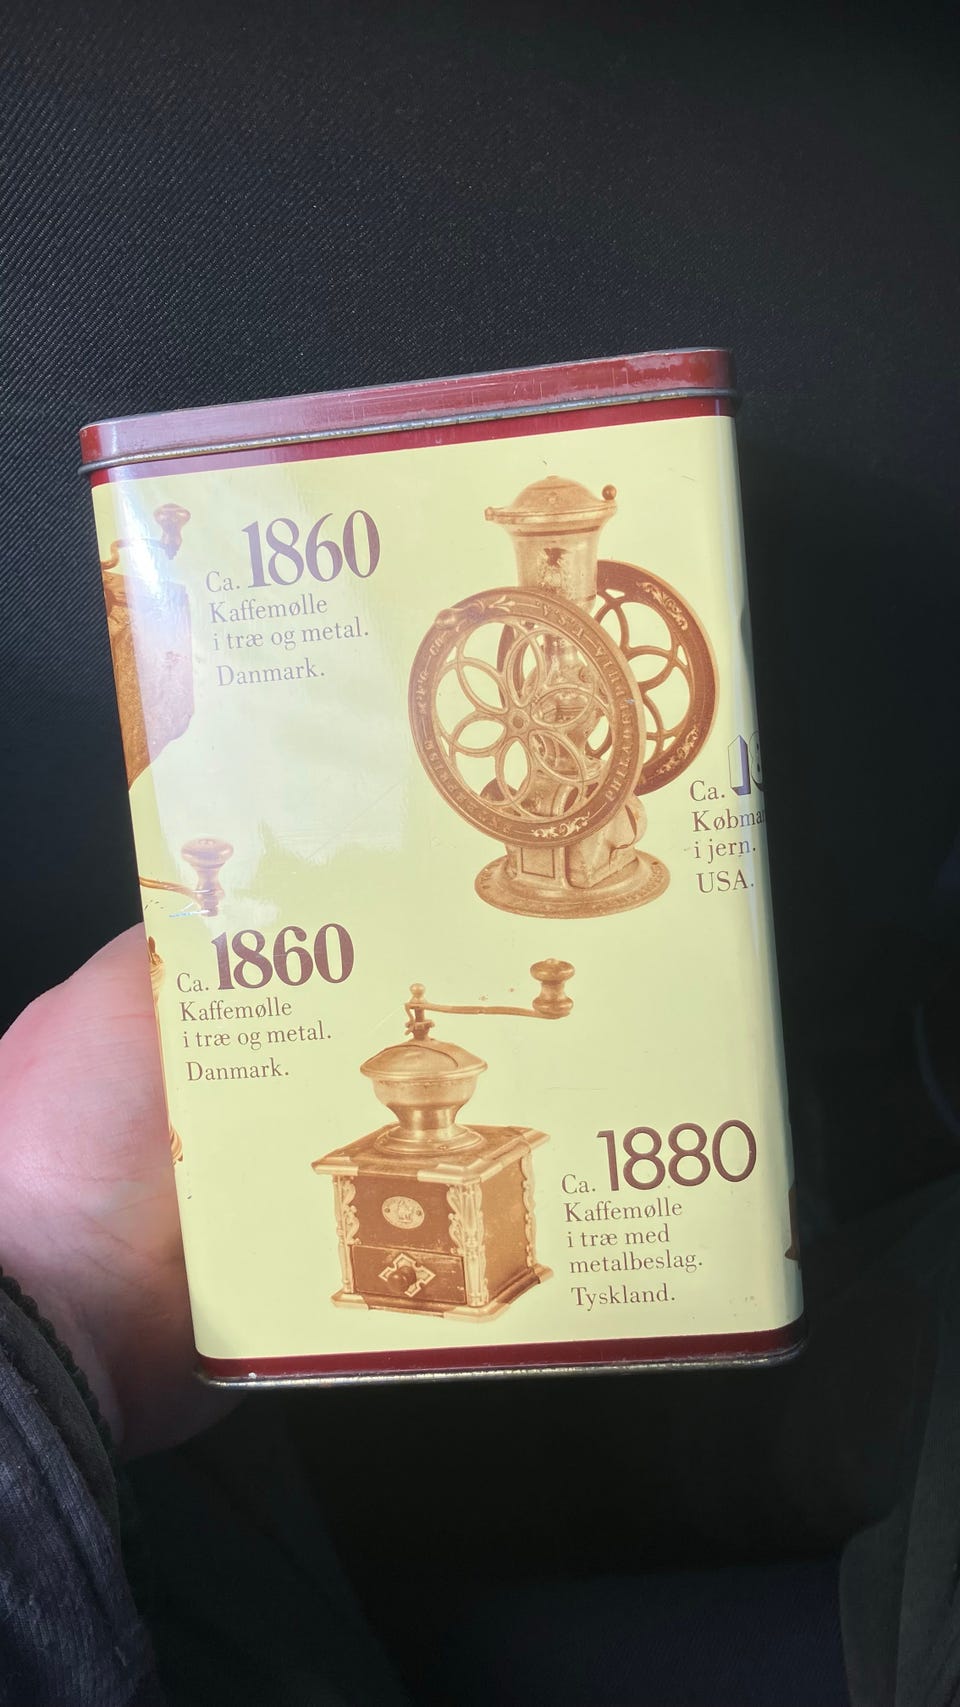 Ca. 1860
Kaffemølle
i træ og metal.
Danmark.
Ca.
i jern.
USA.
Ca. 1860
Kaffemølle
i træ og metal.
Danmark.
Ca. 1880
Kaffemølle
i træ med
metalbeslag.
Tyskland.